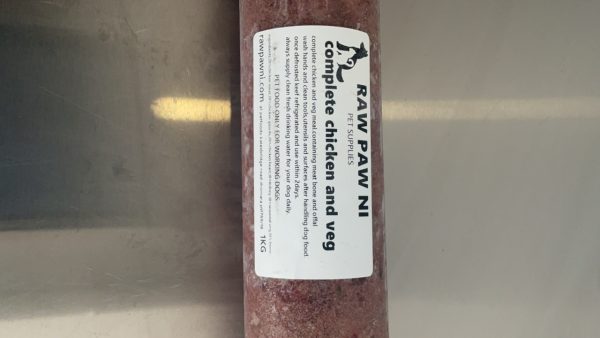 RAW PAW NI
PET SUPPLIES
complete chicken and veg
complete chicken and veg meal.containing meat bone and offal
wash hands and clean tools,utensils and surfaces after handling dog food.
once defrosted keef refrigerated and use within 2days.
always supply clean fresh drinking water for your dog daily.
PET FOOD ONLY FOR WORKING DOGS
rawpawni.com
1KG